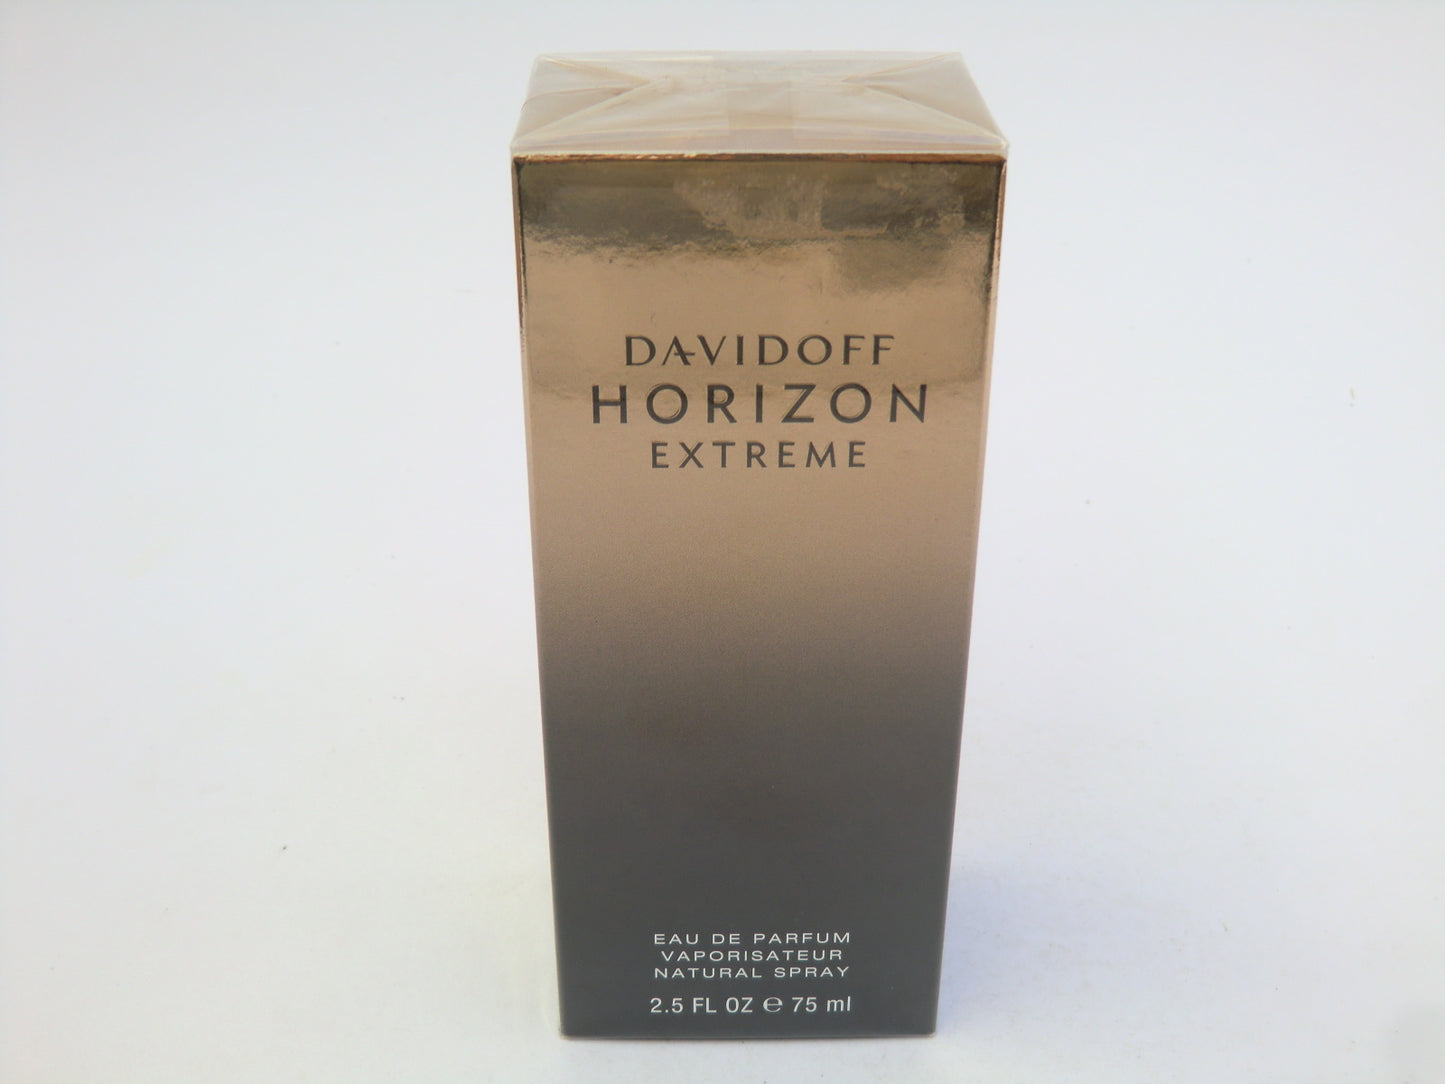 DAVIDOFF
HORIZON
EXTREME
EAU DE PARFUM
VAPORISATEUR
NATURAL SPRAY
2.5 FL OZ ℮ 75 ml